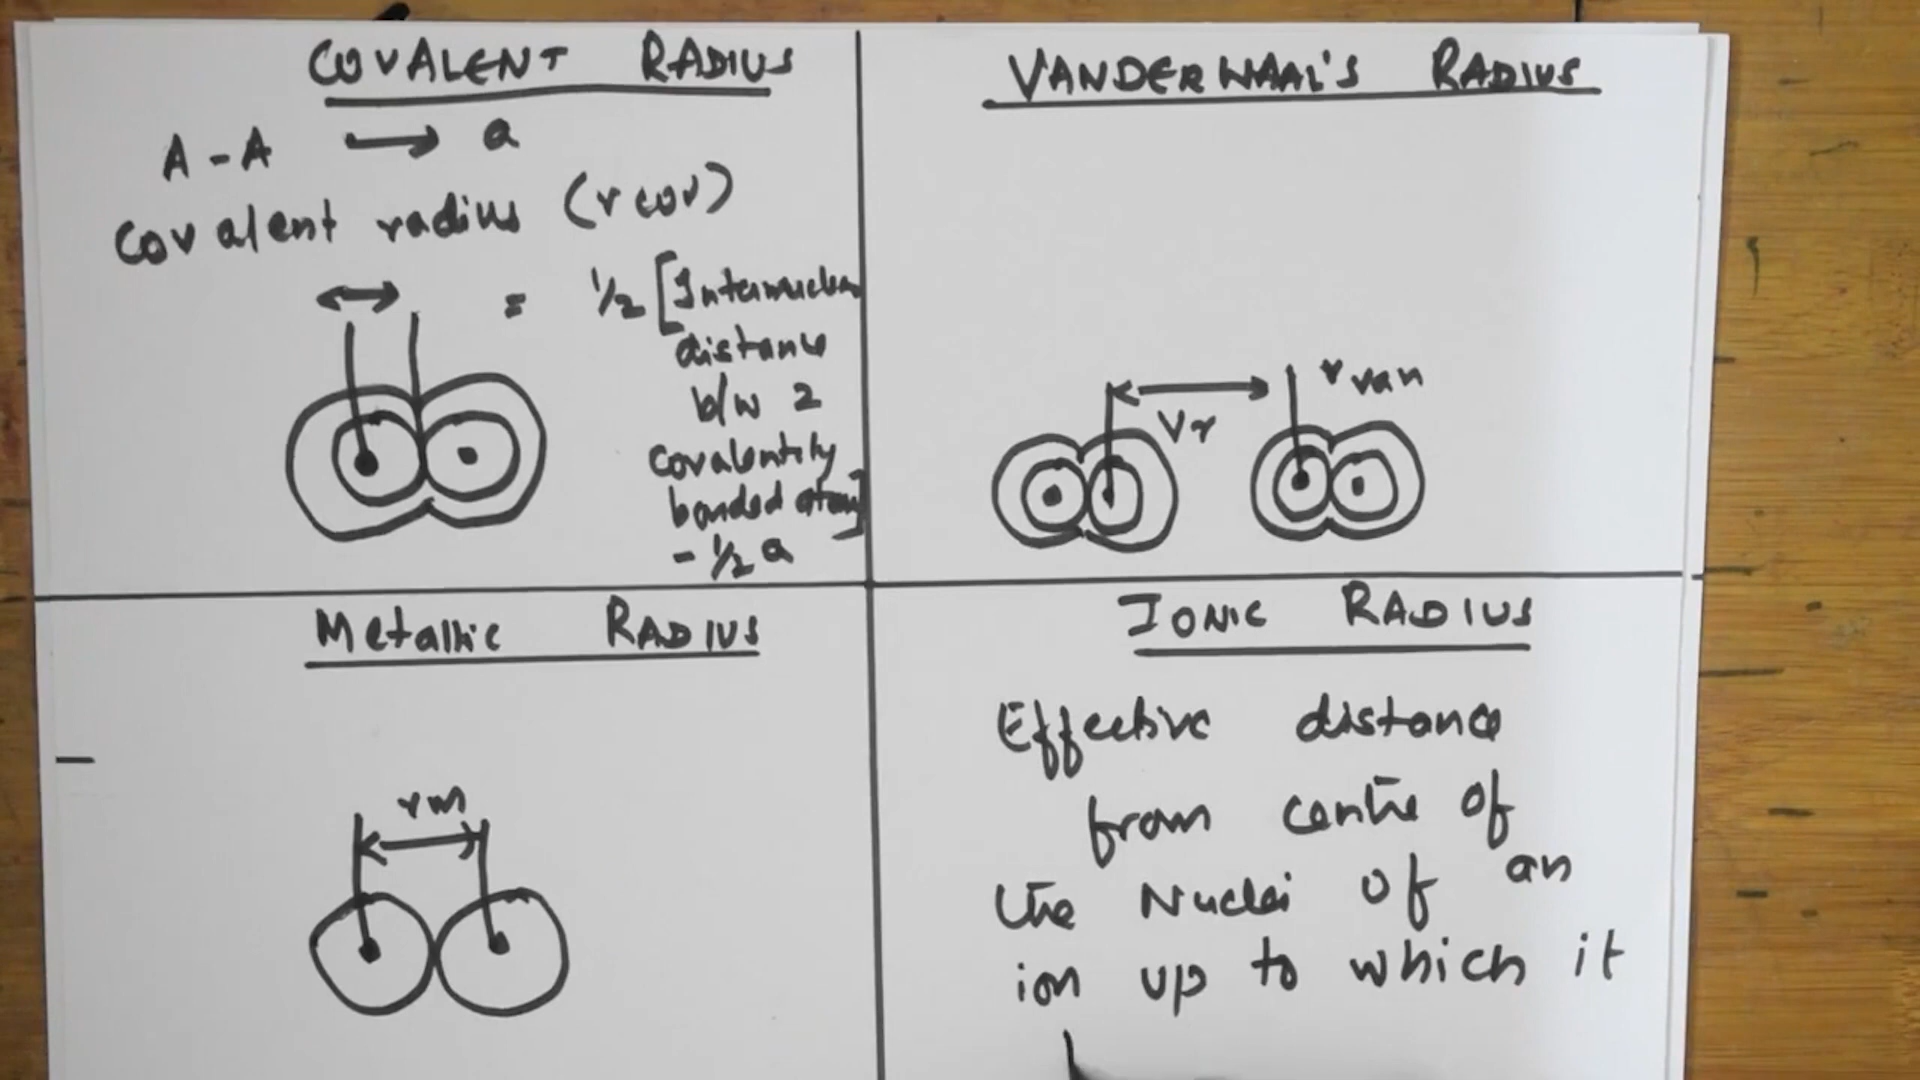 COVALENT RADIUS
A - A → a
Covalent radius (r cov)
= 1/2 [Internuclear
distance
b/w 2
covalently
bonded atom]
= 1/2 a
VANDERWAAL'S RADIUS
r van
Vr
Metallic RADIUS
rm
IONIC RADIUS
Effective distance
from centre of
the Nuclei of an
ion up to which it